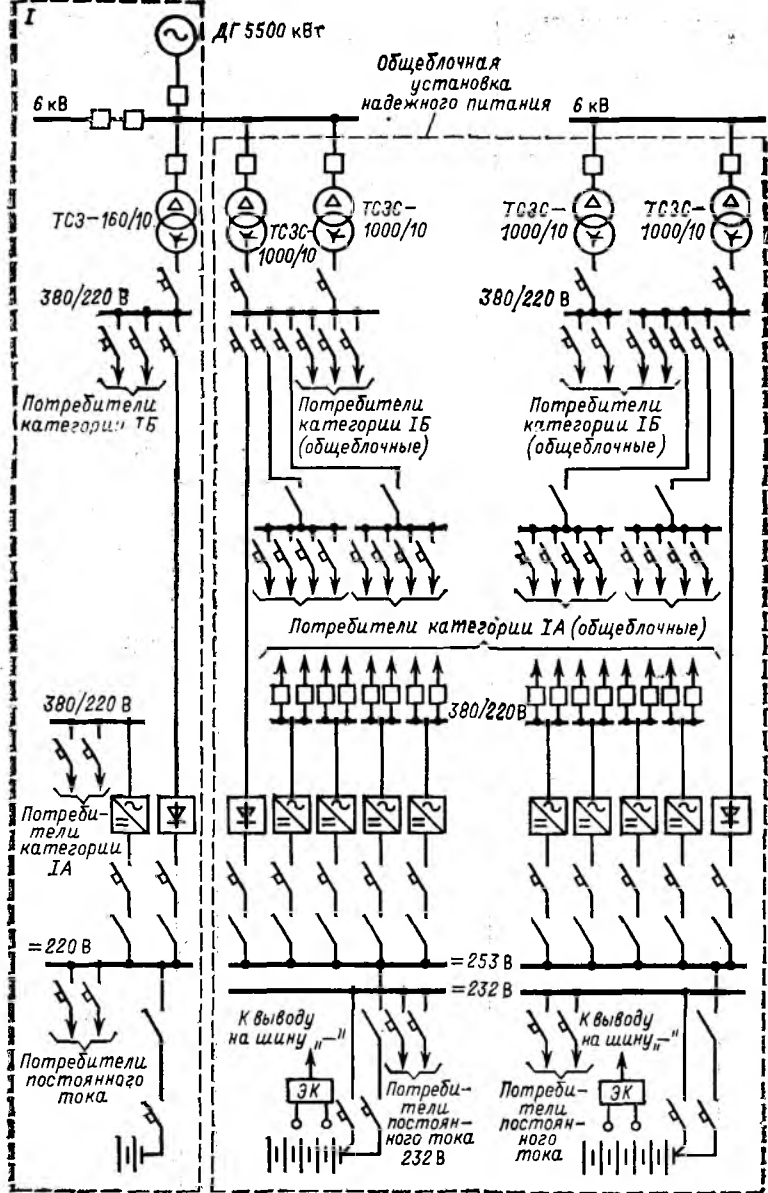 I
ДГ 5500 кВт
Общеблочная
установка
надежного питания
6 кВ
6 кВ
ТСЗ-160/10
ТСЗС-
1000/10
ТСЗС-
1000/10
ТСЗС-
1000/10
ТСЗС-
1000/10
380/220 В
380/220 В
Потребители
категории IБ
Потребители
категории IБ
(общеблочные)
Потребители
категории IБ
(общеблочные)
Потребители категории IА (общеблочные)
380/220 В
380/220В
Потреби-
тели
категории
IА
=220 В
=253 В
=232 В
К выводу
на шину „—"
К выводу
на шину „—"
Потребители
постоянного
тока
ЭК
Потреби-
тели
постоян-
ного тока
232 В
Потреби-
тели
постоян-
ного
тока
ЭК